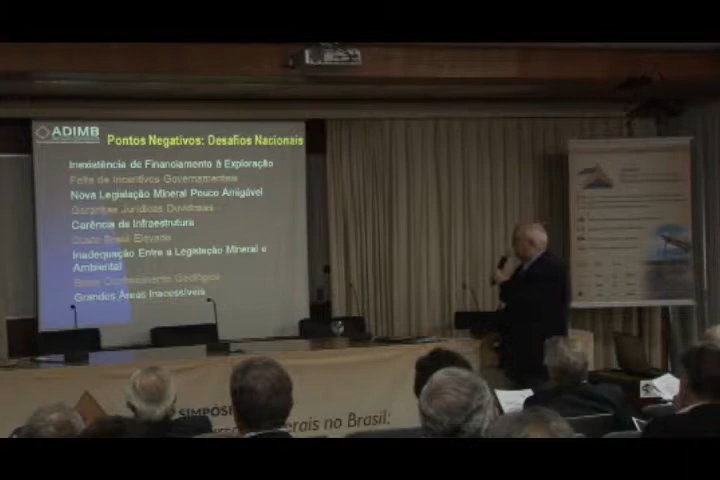 ADIMB
Pontos Negativos: Desafios Nacionais
Inexistência de Financiamento à Exploração
Falta de Incentivos Governamentais
Nova Legislação Mineral Pouco Amigável
Garantias Jurídicas Duvidosas
Carência de Infraestrutura
Custo Brasil Elevado
Inadequação Entre a Legislação Mineral e
Ambiental
Baixo Conhecimento Geológico
Grandes Áreas Inacessíveis
SIMPÓS
erais no Brasil: